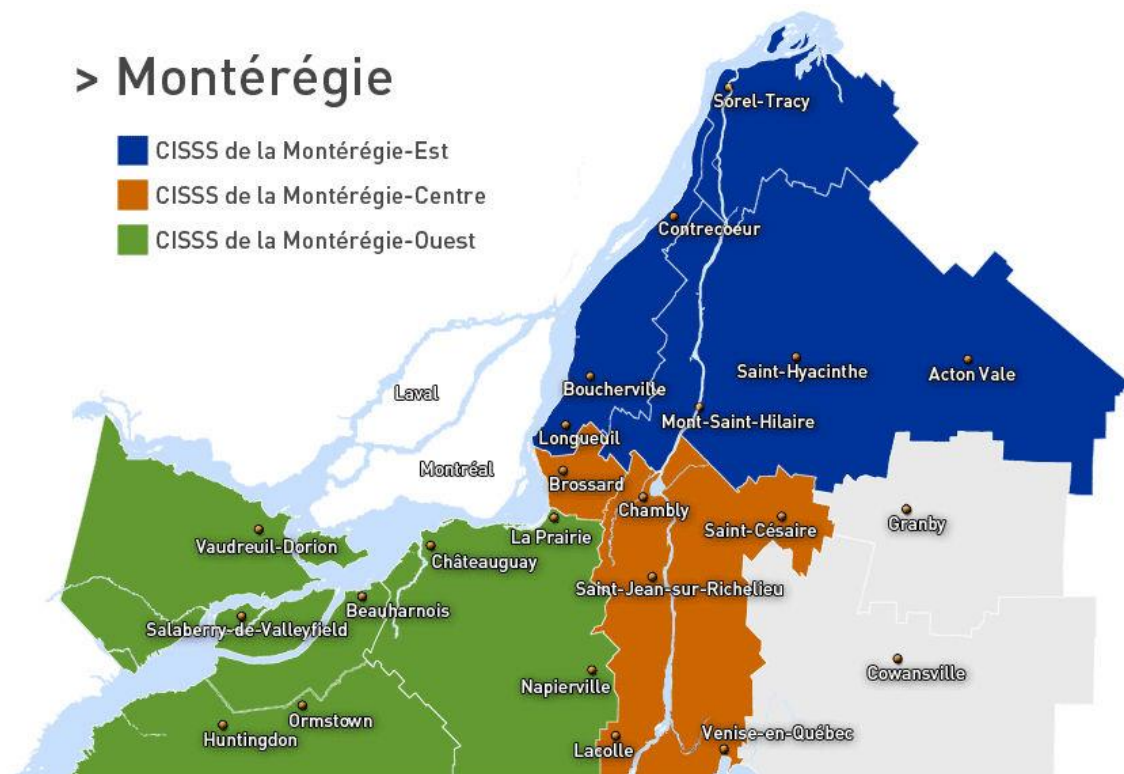 > Montérégie
CISSS de la Montérégie-Est
CISSS de la Montérégie-Centre
CISSS de la Montérégie-Ouest
Sorel-Tracy
Contrecoeur
Saint-Hyacinthe
Acton Vale
Boucherville
Laval
Mont-Saint-Hilaire
Longueuil
Montréal
Brossard
Chambly
Saint-Césaire
Granby
La Prairie
Vaudreuil-Dorion
Châteauguay
Saint-Jean-sur-Richelieu
Beauharnois
Salaberry-de-Valleyfield
Cowansville
Napierville
Ormstown
Huntingdon
Venise-en-Québec
Lacolle